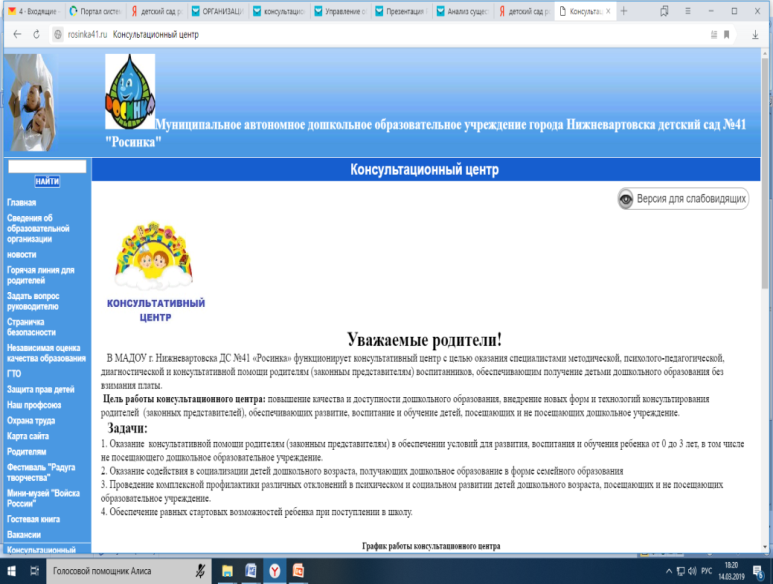 4 · Входящие
Портал систе
детский сад р
ОРГАНИЗАЦИ
консультацио
Управление о
Презентация
Анализ сущес
детский сад р
Консультац
rosinka41.ru Консультационный центр
РОСИНКА
Муниципальное автономное дошкольное образовательное учреждение города Нижневартовска детский сад №41
"Росинка"
НАЙТИ
Консультационный центр
Версия для слабовидящих
Главная
Сведения об
образовательной
организации
новости
Горячая линия для
родителей
Задать вопрос
руководителю
Страничка
безопасности
Независимая оценка
качества образования
ГТО
Защита прав детей
Наш профсоюз
Охрана труда
Карта сайта
Родителям
Фестиваль "Радуга
творчества"
Мини-музей "Войска
России"
Гостевая книга
Вакансии
Консультационный
КОНСУЛЬТАТИВНЫЙ
ЦЕНТР
Уважаемые родители!
В МАДОУ г. Нижневартовска ДС №41 «Росинка» функционирует консультативный центр с целью оказания специалистами методической, психолого-педагогической,
диагностической и консультативной помощи родителям (законным представителям) воспитанников, обеспечивающим получение детьми дошкольного образования без
взимания платы.
Цель работы консультационного центра: повышение качества и доступности дошкольного образования, внедрение новых форм и технологий консультирования
родителей (законных представителей), обеспечивающих развитие, воспитание и обучение детей, посещающих и не посещающих дошкольное учреждение.
Задачи:
1. Оказание консультативной помощи родителям (законным представителям) в обеспечении условий для развития, воспитания и обучения ребенка от 0 до 3 лет, в том числе
не посещающего дошкольное образовательное учреждение.
2. Оказание содействия в социализации детей дошкольного возраста, получающих дошкольное образование в форме семейного образования
3. Проведение комплексной профилактики различных отклонений в психическом и социальном развитии детей дошкольного возраста, посещающих и не посещающих
образовательное учреждение.
4. Обеспечение равных стартовых возможностей ребенка при поступлении в школу.
График работы консультационного центра
Голосовой помощник Алиса
РУС
18:20
14.03.2019